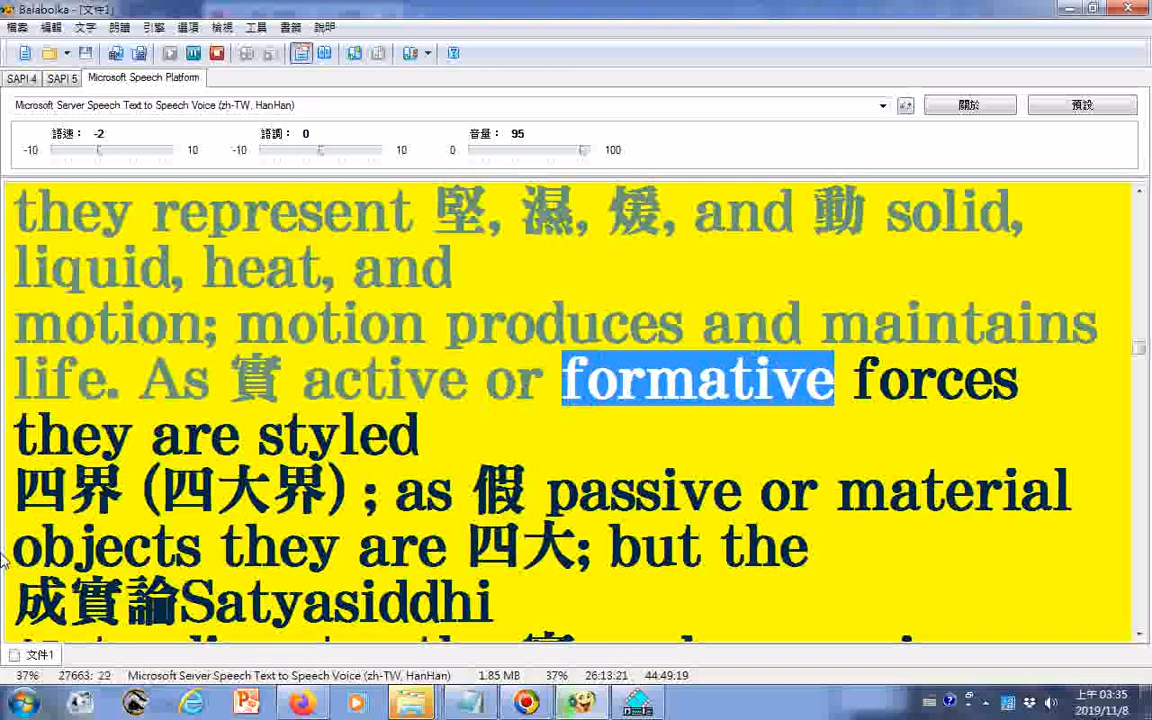 Balabolka - [文件1]
檔案 編輯 文字 朗讀 引擎 選項 檢視 工具 書籤 說明
SAPI 4 SAPI 5 Microsoft Speech Platform
Microsoft Server Speech Text to Speech Voice (zh-TW, HanHan) 關於 預設
語速： -2 語調： 0 音量： 95
-10 10 -10 10 0 100
they represent 堅, 濕, 煖, and 動 solid,
liquid, heat, and
motion; motion produces and maintains
life. As 實 active or formative forces
they are styled
四界 (四大界) ; as 假 passive or material
objects they are 四大; but the
成實論Satyasiddhi
文件1
37% 27663: 22 Microsoft Server Speech Text to Speech Voice (zh-TW, HanHan) 1.85 MB 37% 26:13:21 44:49:19
上午 03:35
2019/11/8